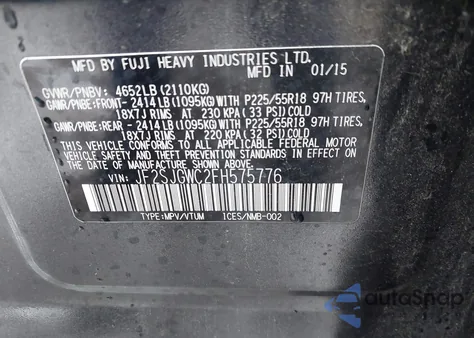 MFD BY FUJI HEAVY INDUSTRIES LTD.
MFD IN 01/15
GVWR/PNBV: 4652LB(2110KG)
GAWR/PNBE:FRONT- 2414LB(1095KG)WITH P225/55R18 97H TIRES,
18X7J RIMS AT 230 KPA(33 PSI)COLD
GAWR/PNBE:REAR - 2414LB(1095KG)WITH P225/55R18 97H TIRES,
18X7J RIMS AT 220 KPA(32 PSI)COLD
THIS VEHICLE CONFORMS TO ALL APPLICABLE FEDERAL MOTOR
VEHICLE SAFETY STANDARDS IN EFFECT ON
THE DATE OF MANUFACTURE SHOWN ABOVE.
VIN: JF2SJGWC2FH575776
TYPE:MPV/VTUM ICES/NMB-002
AutoSnap